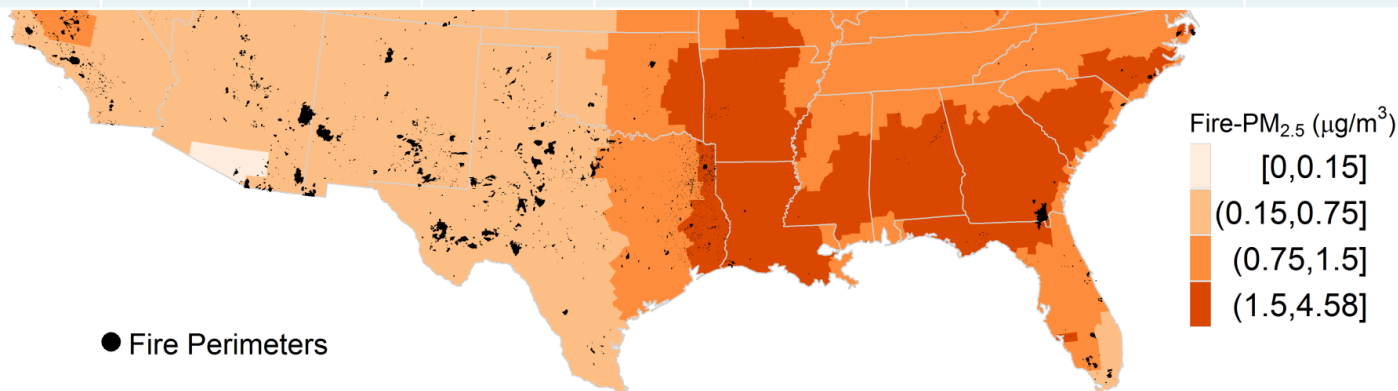 Fire-PM2.5 (μg/m3)
[0,0.15]
(0.15,0.75]
(0.75,1.5]
(1.5,4.58]
Fire Perimeters